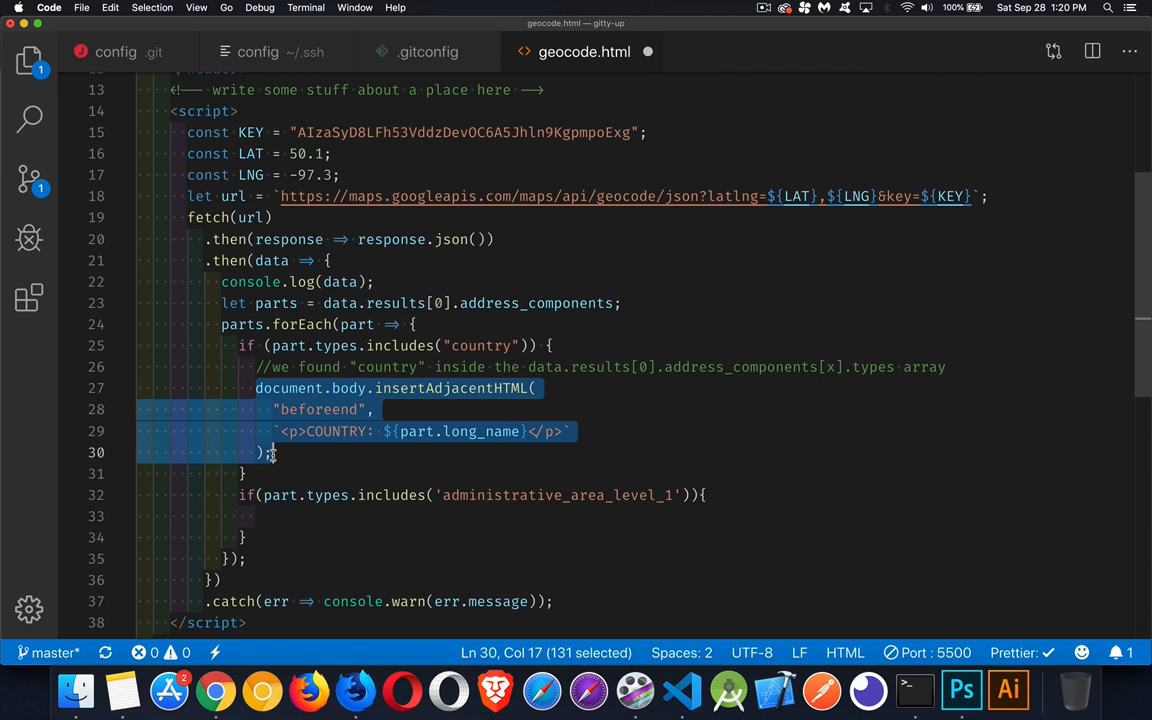 Code File Edit Selection View Go Debug Terminal Window Help 100% Sat Sep 28 1:20 PM
geocode.html — gitty-up
config .git config ~/.ssh .gitconfig <> geocode.html
1
13 <!-- write some stuff about a place here -->
14 <script>
15 const KEY = "AIzaSyD8LFh53VddzDevOC6A5Jhln9KgpmpoExg";
16 const LAT = 50.1;
17 const LNG = -97.3;
18 let url = `https://maps.googleapis.com/maps/api/geocode/json?latlng=${LAT},${LNG}&key=${KEY}`;
1
19 fetch(url)
20 .then(response => response.json())
21 .then(data => {
22 console.log(data);
23 let parts = data.results[0].address_components;
24 parts.forEach(part => {
25 if (part.types.includes("country")) {
26 //we found "country" inside the data.results[0].address_components[x].types array
27 document.body.insertAdjacentHTML(
28 "beforeend",
29 `<p>COUNTRY: ${part.long_name}</p>`
30 );
31 }
32 if(part.types.includes('administrative_area_level_1')){
33
34 }
35 });
36 })
37 .catch(err => console.warn(err.message));
38 </script>
master* 0 0 Ln 30, Col 17 (131 selected) Spaces: 2 UTF-8 LF HTML Port : 5500 Prettier: ✓ 1
2 >_ Ps Ai